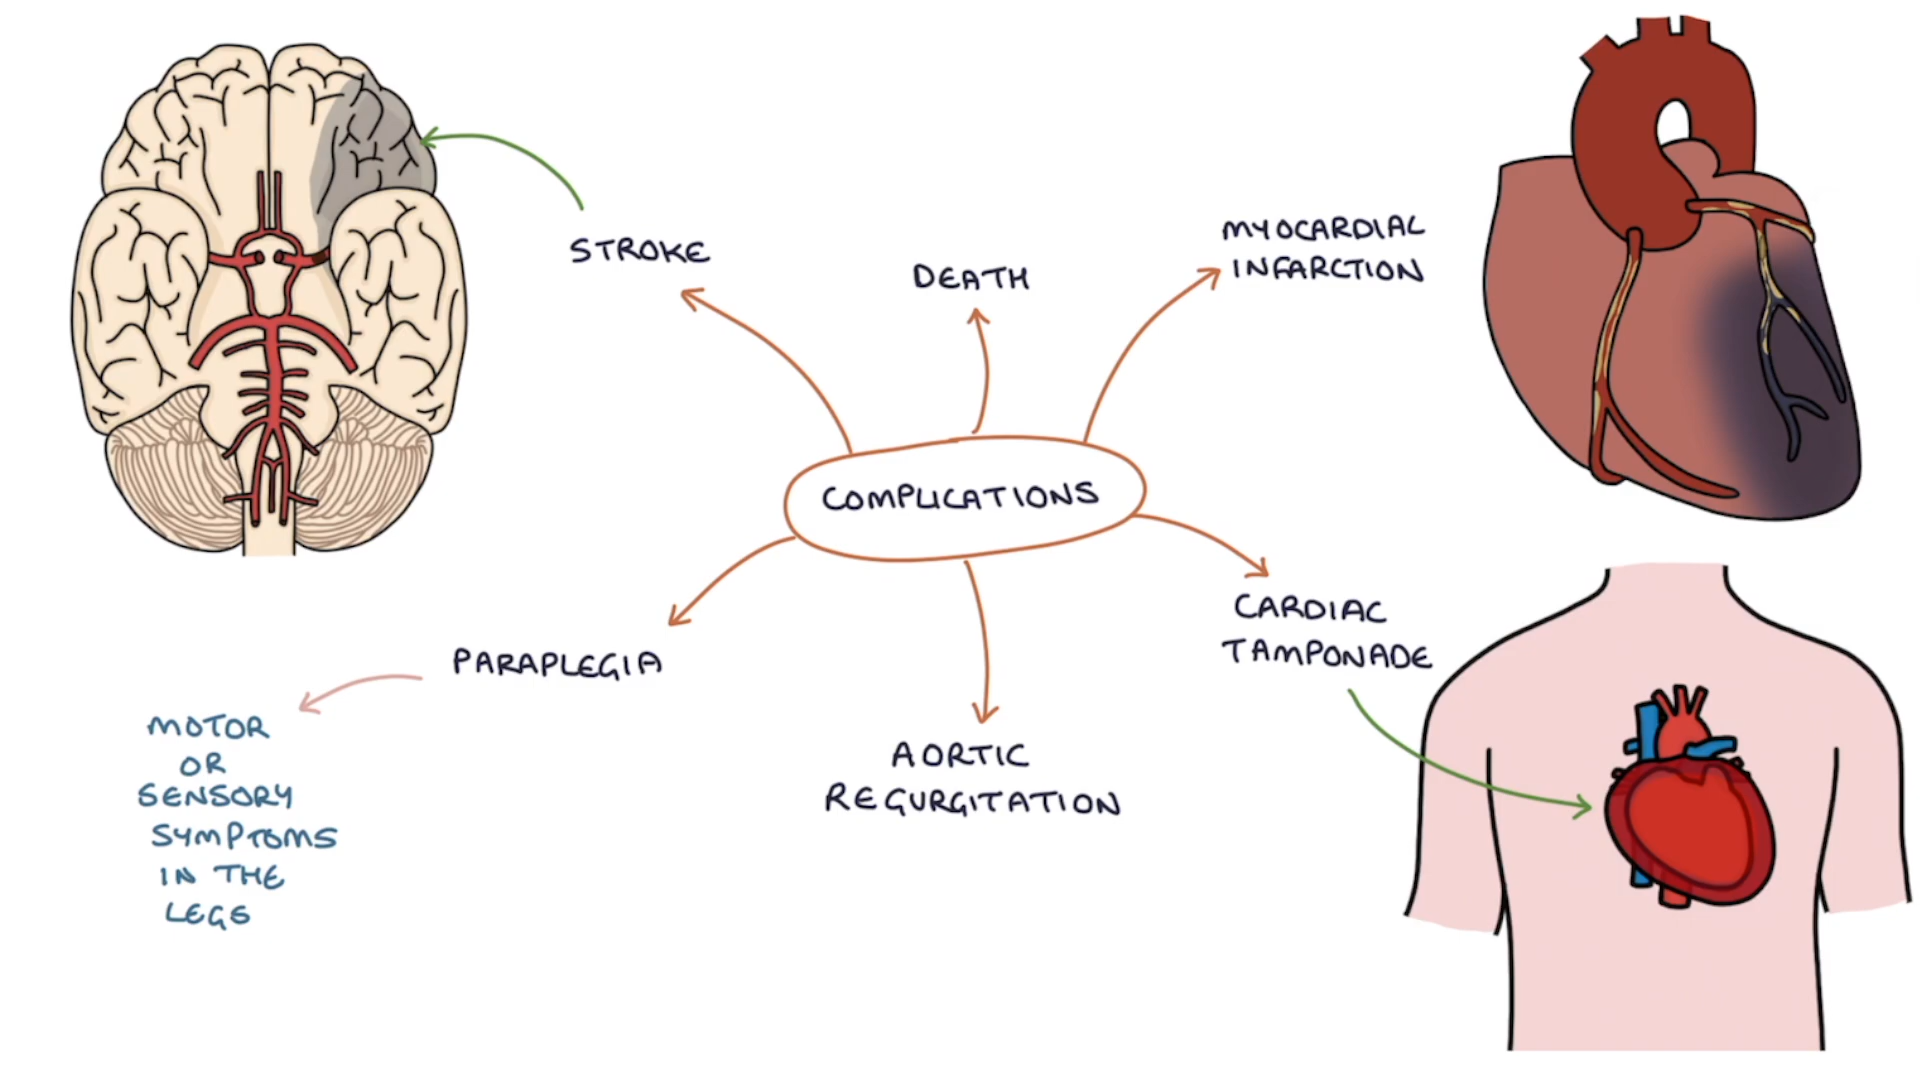 STROKE
DEATH
MYOCARDIAL
INFARCTION
COMPLICATIONS
PARAPLEGIA
MOTOR
OR
SENSORY
SYMPTOMS
IN THE
LEGS
AORTIC
REGURGITATION
CARDIAC
TAMPONADE